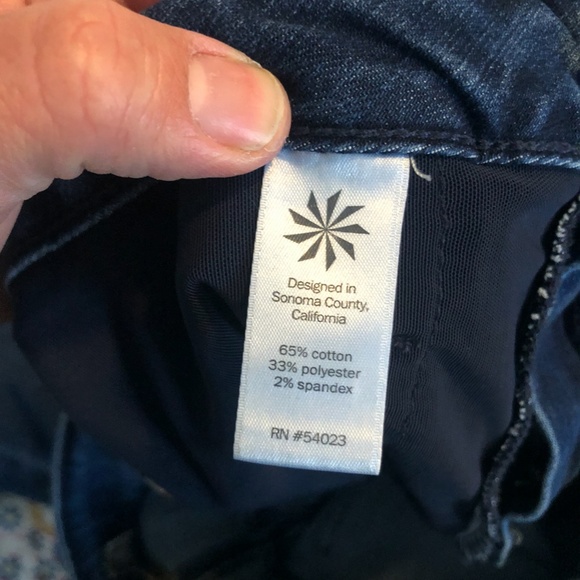 Designed in
Sonoma County,
California
65% cotton
33% polyester
2% spandex
RN #54023